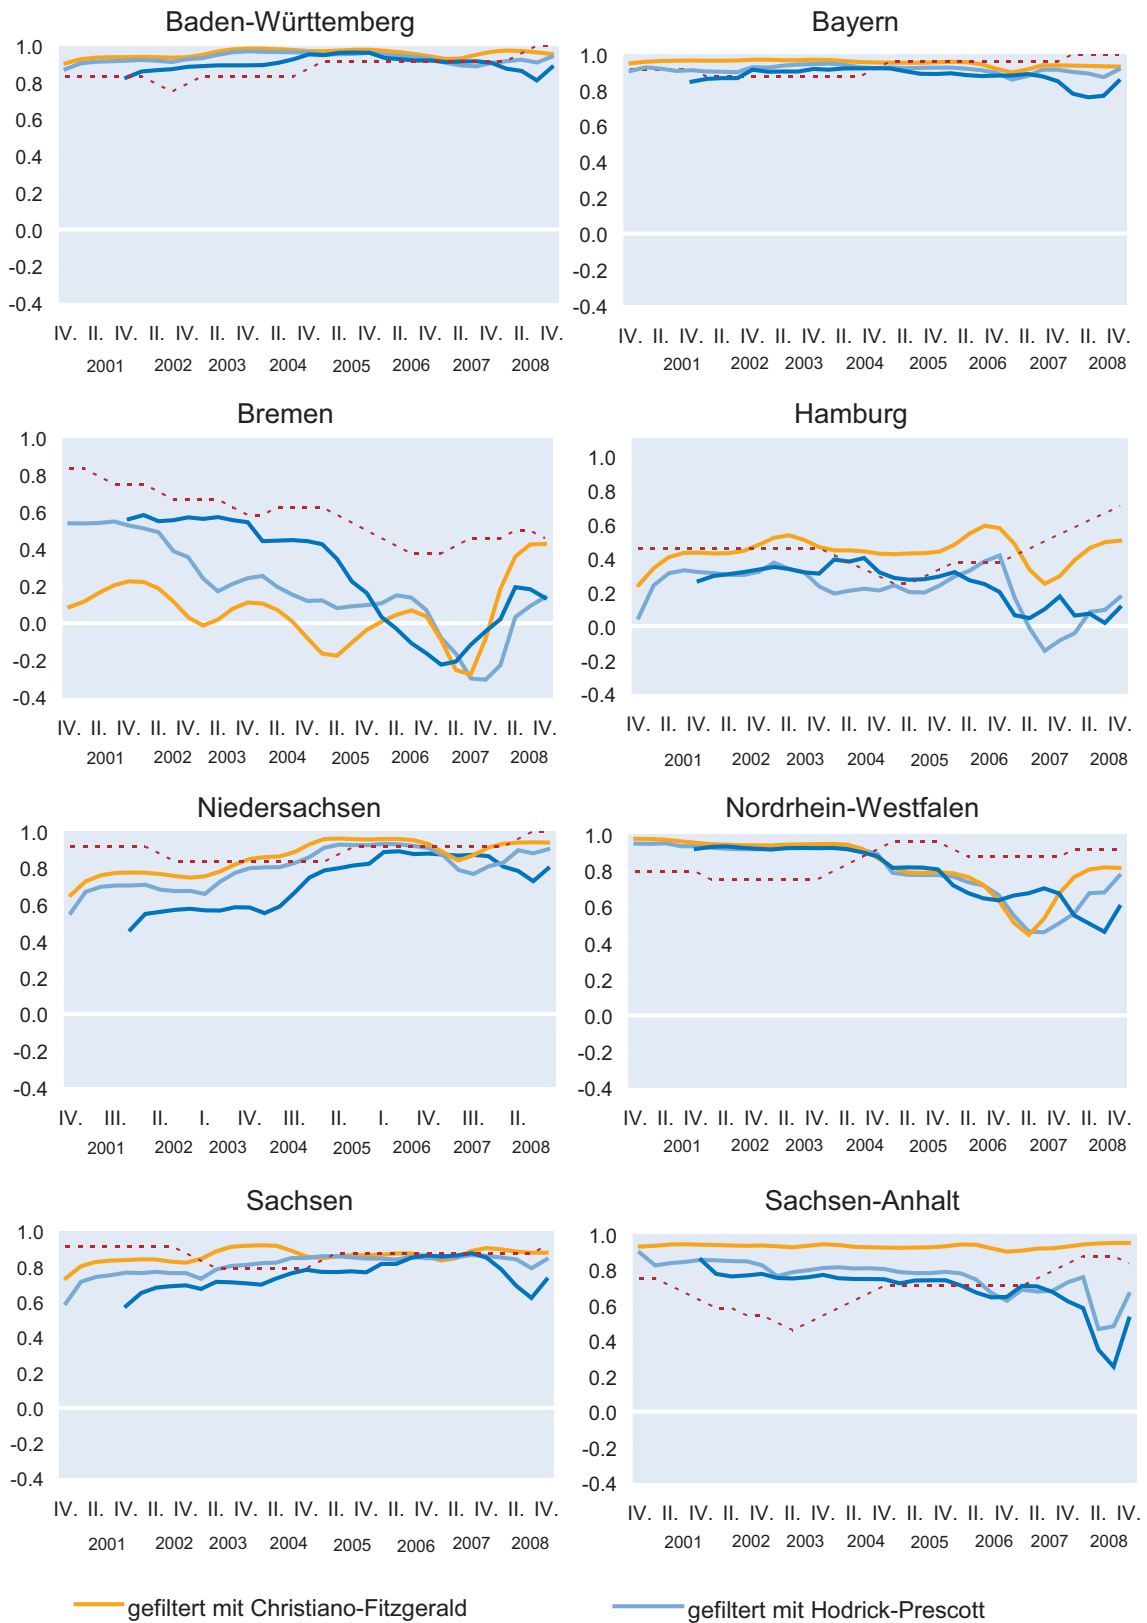 Baden-Württemberg
1.0
0.8
0.6
0.4
0.2
0.0
-0.2
-0.4
IV. II. IV. II. IV. II. IV. II. IV. II. IV. II. IV. II. IV. II. IV.
2001 2002 2003 2004 2005 2006 2007 2008
Bayern
1.0
0.8
0.6
0.4
0.2
0.0
-0.2
-0.4
IV. II. IV. II. IV. II. IV. II. IV. II. IV. II. IV. II. IV. II. IV.
2001 2002 2003 2004 2005 2006 2007 2008
Bremen
1.0
0.8
0.6
0.4
0.2
0.0
-0.2
-0.4
IV. II. IV. II. IV. II. IV. II. IV. II. IV. II. IV. II. IV. II. IV.
2001 2002 2003 2004 2005 2006 2007 2008
Hamburg
1.0
0.8
0.6
0.4
0.2
0.0
-0.2
-0.4
IV. II. IV. II. IV. II. IV. II. IV. II. IV. II. IV. II. IV. II. IV.
2001 2002 2003 2004 2005 2006 2007 2008
Niedersachsen
1.0
0.8
0.6
0.4
0.2
0.0
-0.2
-0.4
IV. III. II. I. IV. III. II. I. IV. III. II.
2001 2002 2003 2004 2005 2006 2007 2008
Nordrhein-Westfalen
1.0
0.8
0.6
0.4
0.2
0.0
-0.2
-0.4
IV. II. IV. II. IV. II. IV. II. IV. II. IV. II. IV. II. IV. II. IV.
2001 2002 2003 2004 2005 2006 2007 2008
Sachsen
1.0
0.8
0.6
0.4
0.2
0.0
-0.2
-0.4
IV. II. IV. II. IV. II. IV. II. IV. II. IV. II. IV. II. IV. II. IV.
2001 2002 2003 2004 2005 2006 2007 2008
Sachsen-Anhalt
1.0
0.8
0.6
0.4
0.2
0.0
-0.2
-0.4
IV. II. IV. II. IV. II. IV. II. IV. II. IV. II. IV. II. IV. II. IV.
2001 2002 2003 2004 2005 2006 2007 2008
gefiltert mit Christiano-Fitzgerald
gefiltert mit Hodrick-Prescott